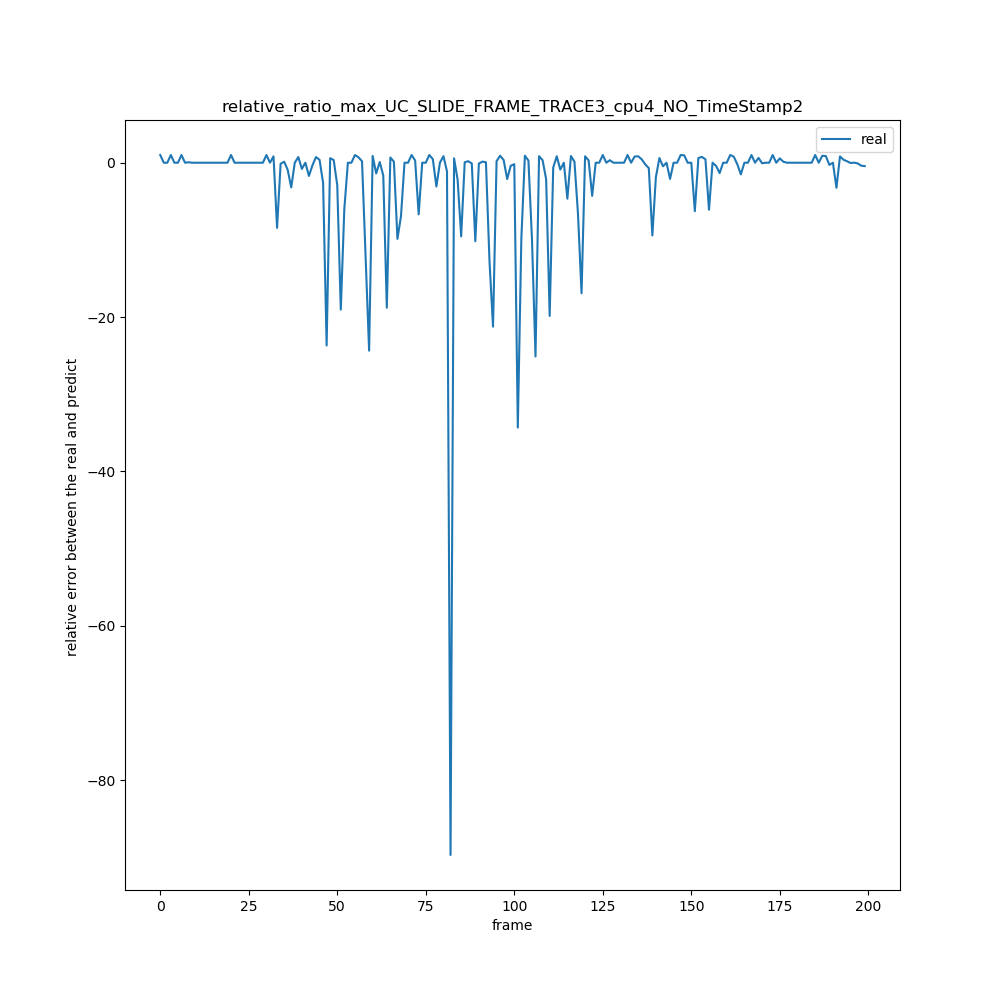 relative_ratio_max_UC_SLIDE_FRAME_TRACE3_cpu4_NO_TimeStamp2
real
0
−20
−40
−60
−80
relative error between the real and predict
0 25 50 75 100 125 150 175 200
frame